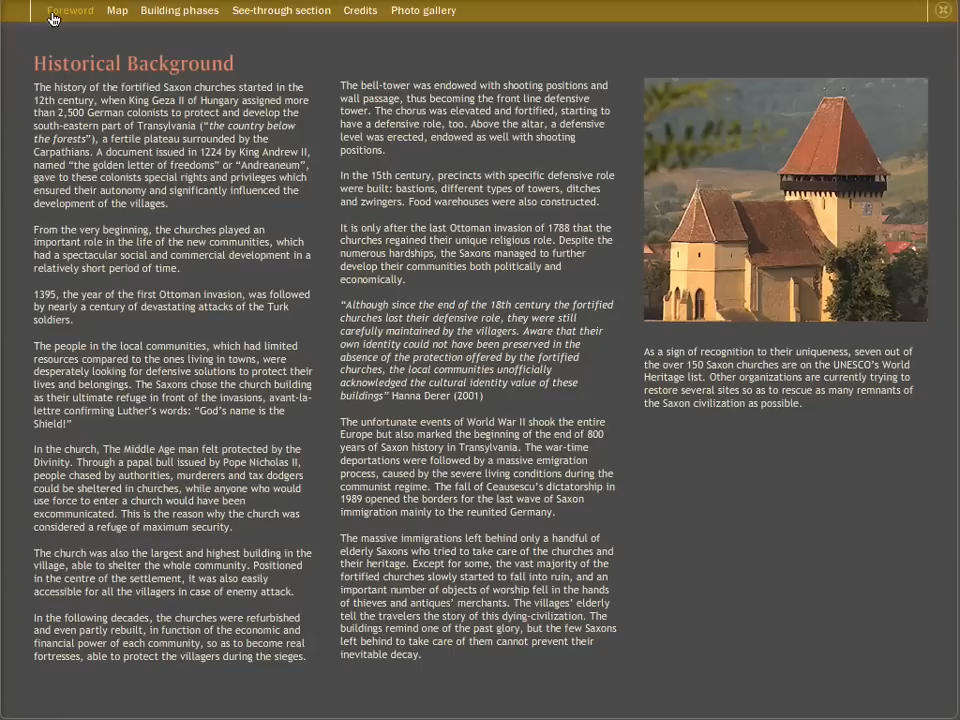 Foreword Map Building phases See-through section Credits Photo gallery
Historical Background
The history of the fortified Saxon churches started in the
12th century, when King Geza II of Hungary assigned more
than 2,500 German colonists to protect and develop the
south-eastern part of Transylvania (“the country below
the forests”), a fertile plateau surrounded by the
Carpathians. A document issued in 1224 by King Andrew II,
named “the golden letter of freedoms” or “Andreaneum”,
gave to these colonists special rights and privileges which
ensured their autonomy and significantly influenced the
development of the villages.
From the very beginning, the churches played an
important role in the life of the new communities, which
had a spectacular social and commercial development in a
relatively short period of time.
1395, the year of the first Ottoman invasion, was followed
by nearly a century of devastating attacks of the Turk
soldiers.
The people in the local communities, which had limited
resources compared to the ones living in towns, were
desperately looking for defensive solutions to protect their
lives and belongings. The Saxons chose the church building
as their ultimate refuge in front of the invasions, avant-la-
lettre confirming Luther’s words: “God’s name is the
Shield!”
In the church, The Middle Age man felt protected by the
Divinity. Through a papal bull issued by Pope Nicholas II,
people chased by authorities, murderers and tax dodgers
could be sheltered in churches, while anyone who would
use force to enter a church would have been
excommunicated. This is the reason why the church was
considered a refuge of maximum security.
The church was also the largest and highest building in the
village, able to shelter the whole community. Positioned
in the centre of the settlement, it was also easily
accessible for all the villagers in case of enemy attack.
In the following decades, the churches were refurbished
and even partly rebuilt, in function of the economic and
financial power of each community, so as to become real
fortresses, able to protect the villagers during the sieges.
The bell-tower was endowed with shooting positions and
wall passage, thus becoming the front line defensive
tower. The chorus was elevated and fortified, starting to
have a defensive role, too. Above the altar, a defensive
level was erected, endowed as well with shooting
positions.
In the 15th century, precincts with specific defensive role
were built: bastions, different types of towers, ditches
and zwingers. Food warehouses were also constructed.
It is only after the last Ottoman invasion of 1788 that the
churches regained their unique religious role. Despite the
numerous hardships, the Saxons managed to further
develop their communities both politically and
economically.
“Although since the end of the 18th century the fortified
churches lost their defensive role, they were still
carefully maintained by the villagers. Aware that their
own identity could not have been preserved in the
absence of the protection offered by the fortified
churches, the local communities unofficially
acknowledged the cultural identity value of these
buildings” Hanna Derer (2001)
The unfortunate events of World War II shook the entire
Europe but also marked the beginning of the end of 800
years of Saxon history in Transylvania. The war-time
deportations were followed by a massive emigration
process, caused by the severe living conditions during the
communist regime. The fall of Ceausescu’s dictatorship in
1989 opened the borders for the last wave of Saxon
immigration mainly to the reunited Germany.
The massive immigrations left behind only a handful of
elderly Saxons who tried to take care of the churches and
their heritage. Except for some, the vast majority of the
fortified churches slowly started to fall into ruin, and an
important number of objects of worship fell in the hands
of thieves and antiques’ merchants. The villages’ elderly
tell the travelers the story of this dying-civilization. The
buildings remind one of the past glory, but the few Saxons
left behind to take care of them cannot prevent their
inevitable decay.
As a sign of recognition to their uniqueness, seven out of
the over 150 Saxon churches are on the UNESCO’s World
Heritage list. Other organizations are currently trying to
restore several sites so as to rescue as many remnants of
the Saxon civilization as possible.